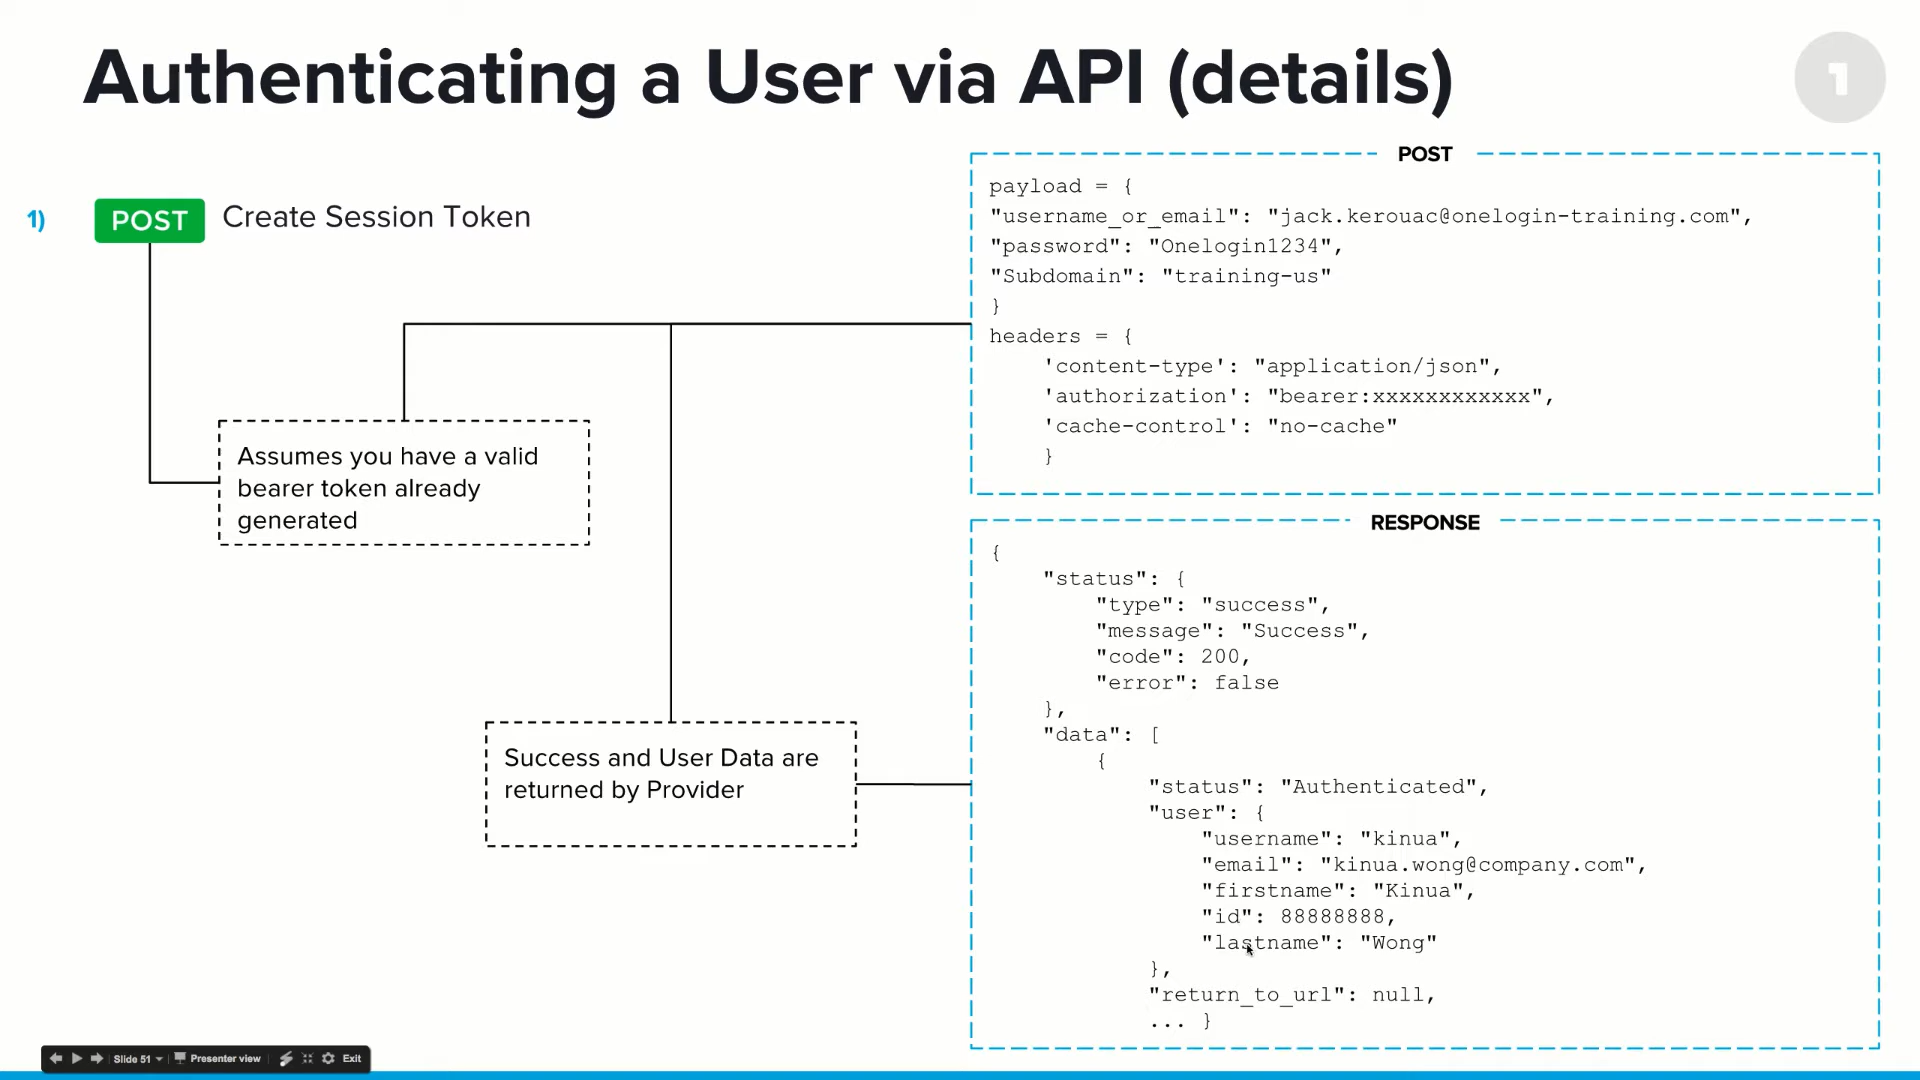 Authenticating a User via API (details)
1
1)
POST
Create Session Token
Assumes you have a valid
bearer token already
generated
Success and User Data are
returned by Provider
POST
payload = {
"username_or_email": "jack.kerouac@onelogin-training.com",
"password": "Onelogin1234",
"Subdomain": "training-us"
}
headers = {
    'content-type': "application/json",
    'authorization': "bearer:xxxxxxxxxxxx",
    'cache-control': "no-cache"
    }
RESPONSE
{
    "status": {
        "type": "success",
        "message": "Success",
        "code": 200,
        "error": false
    },
    "data": [
        {
            "status": "Authenticated",
            "user": {
                "username": "kinua",
                "email": "kinua.wong@company.com",
                "firstname": "Kinua",
                "id": 88888888,
                "lastname": "Wong"
            },
            "return_to_url": null,
            ... }
Slide 51
Presenter view
Exit